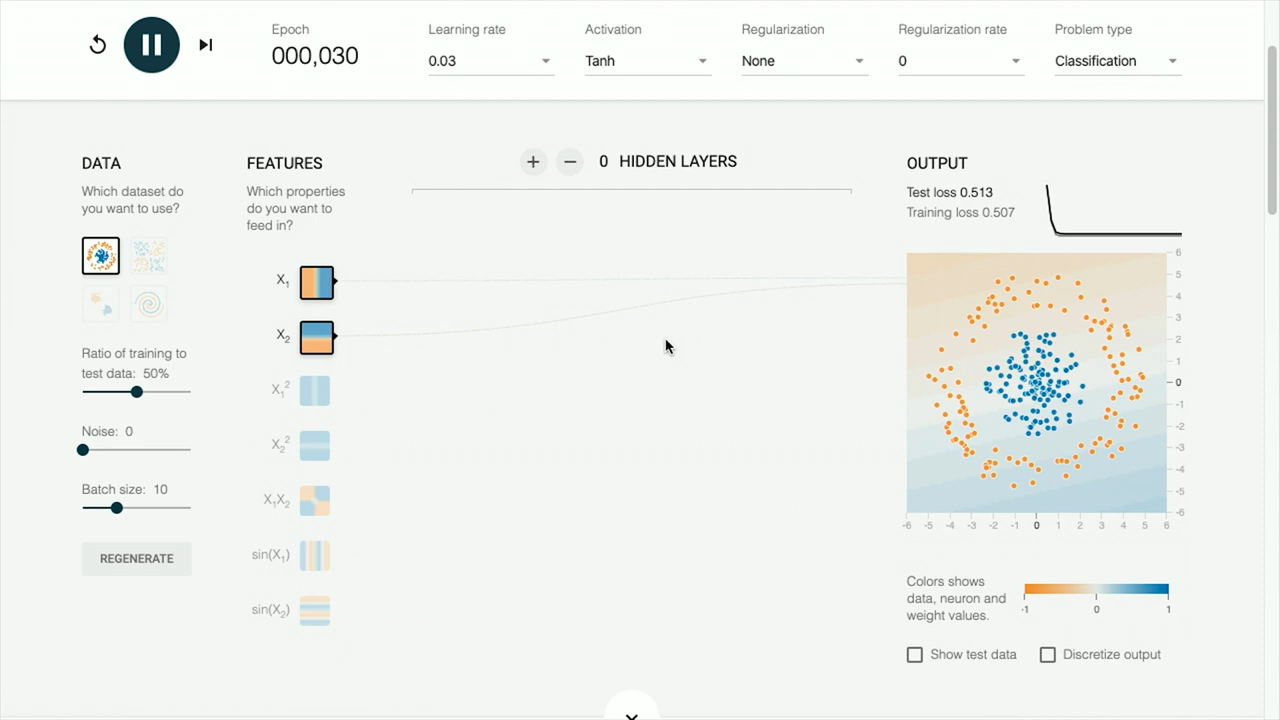 Epoch
000,030
Learning rate
0.03
Activation
Tanh
Regularization
None
Regularization rate
0
Problem type
Classification
DATA
Which dataset do
you want to use?
Ratio of training to
test data: 50%
Noise: 0
Batch size: 10
REGENERATE
FEATURES
Which properties
do you want to
feed in?
X₁
X₂
X₁²
X₂²
X₁X₂
sin(X₁)
sin(X₂)
+ − 0 HIDDEN LAYERS
OUTPUT
Test loss 0.513
Training loss 0.507
6
5
4
3
2
1
0
-1
-2
-3
-4
-5
-6
-6 -5 -4 -3 -2 -1 0 1 2 3 4 5 6
Colors shows
data, neuron and
weight values.
-1 0 1
Show test data
Discretize output